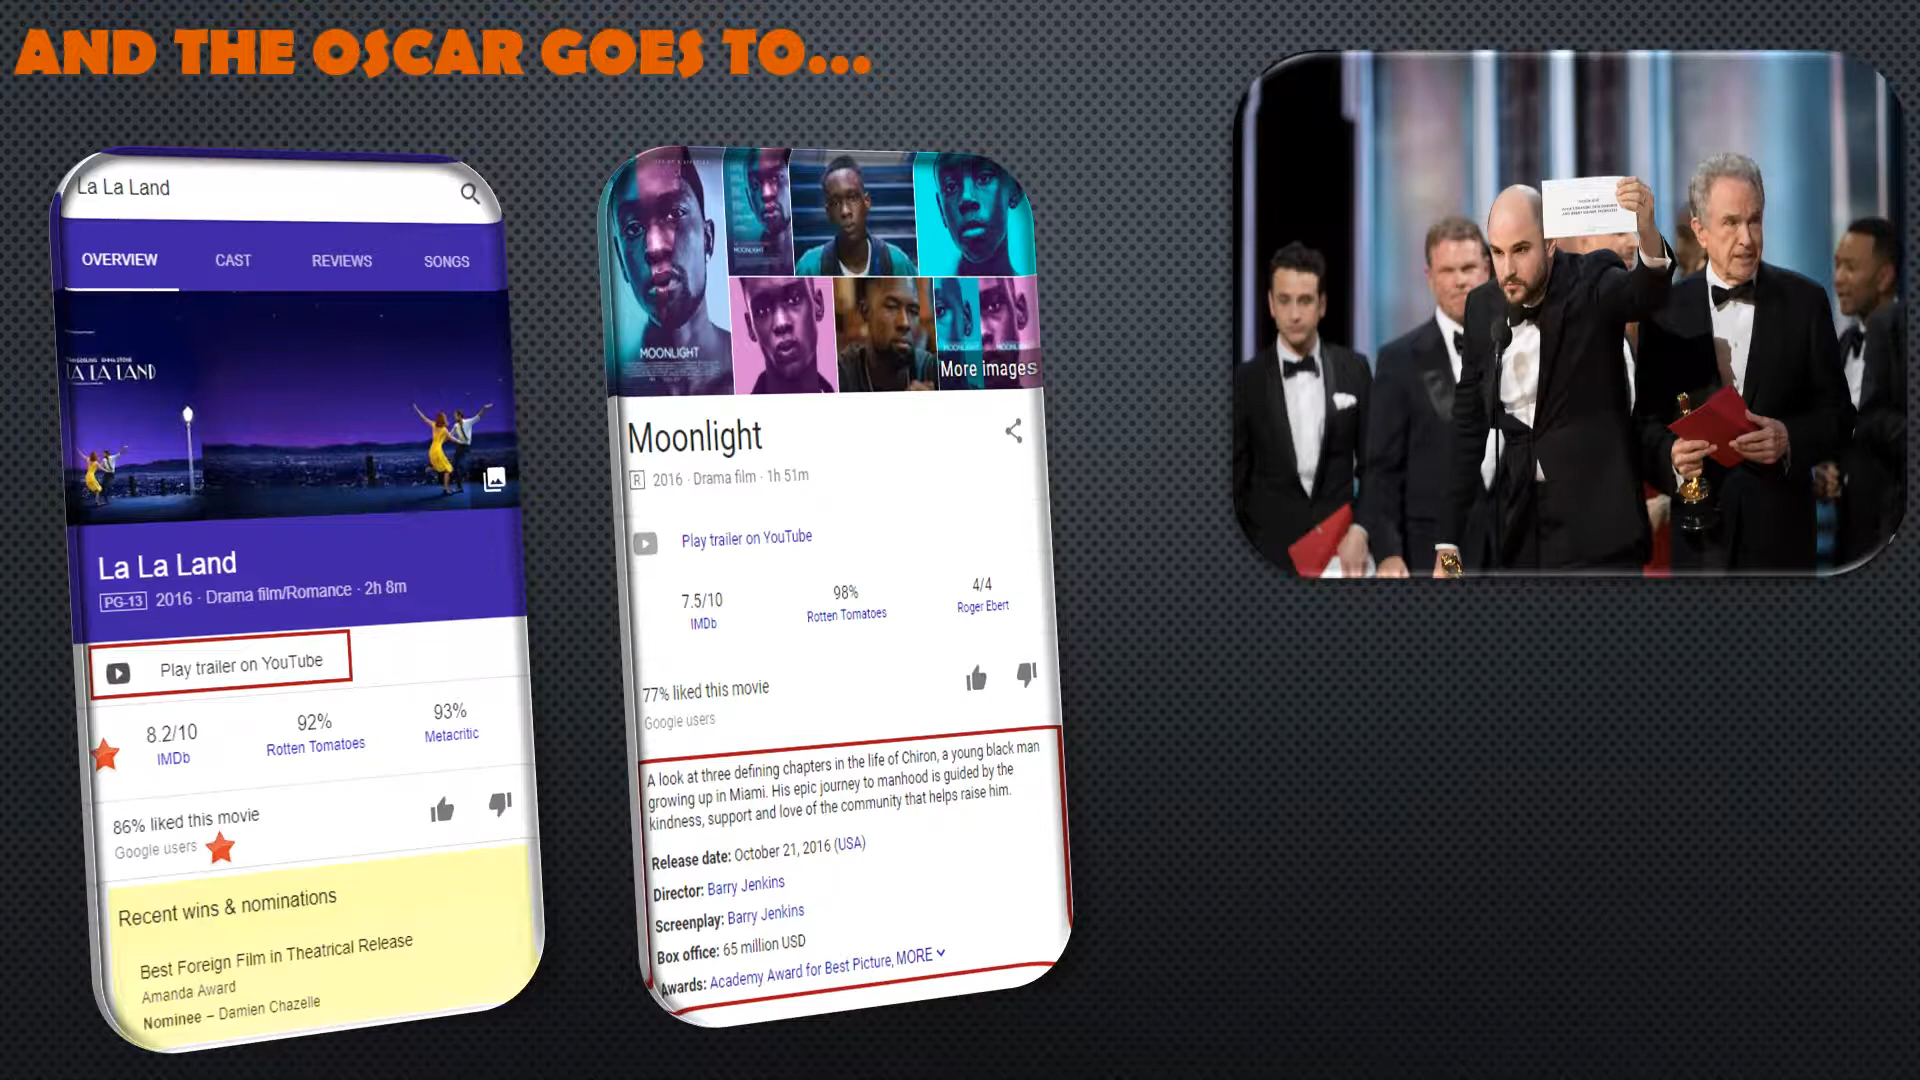 AND THE OSCAR GOES TO...
La La Land
OVERVIEW CAST REVIEWS SONGS
LA LA LAND
La La Land
PG-13 2016 · Drama film/Romance · 2h 8m
Play trailer on YouTube
8.2/10 92% 93%
IMDb Rotten Tomatoes Metacritic
86% liked this movie
Google users
Recent wins & nominations
Best Foreign Film in Theatrical Release
Amanda Award
Nominee – Damien Chazelle
MOONLIGHT
MOONLIGHT
More images
Moonlight
R 2016 · Drama film · 1h 51m
Play trailer on YouTube
7.5/10 98% 4/4
IMDb Rotten Tomatoes Roger Ebert
77% liked this movie
Google users
A look at three defining chapters in the life of Chiron, a young black man
growing up in Miami. His epic journey to manhood is guided by the
kindness, support and love of the community that helps raise him.
Release date: October 21, 2016 (USA)
Director: Barry Jenkins
Screenplay: Barry Jenkins
Box office: 65 million USD
Awards: Academy Award for Best Picture, MORE